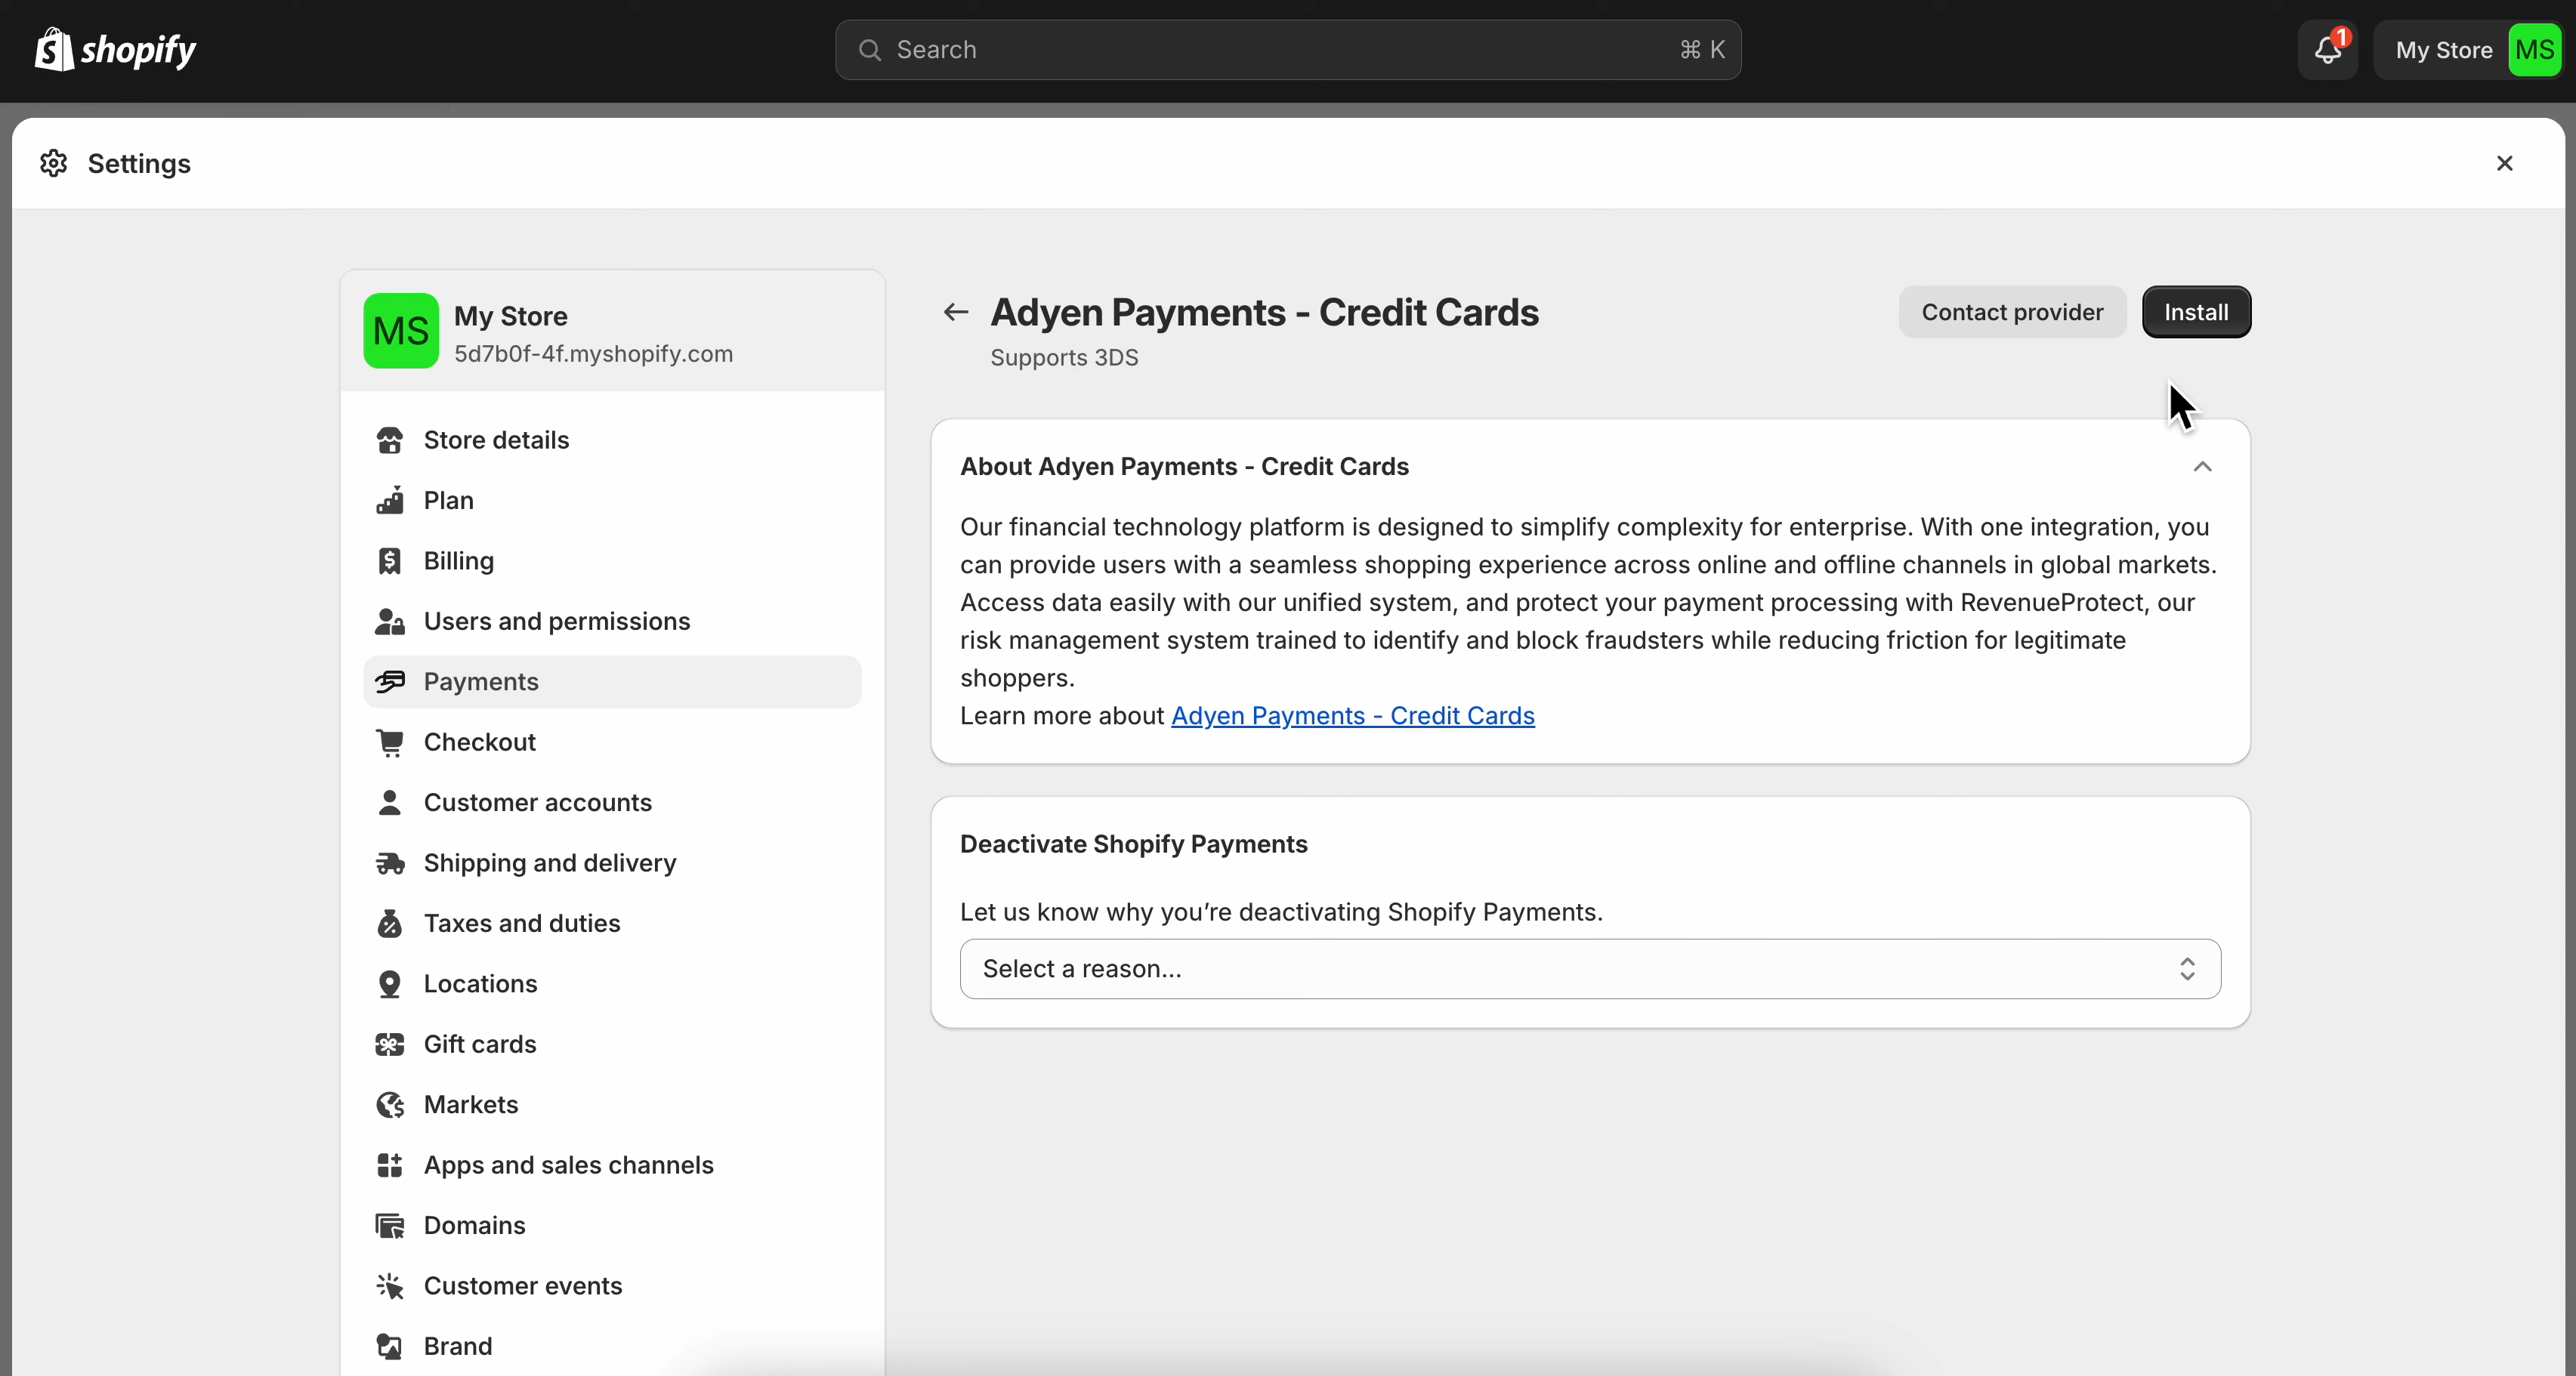 shopify
Search
⌘ K
1
My Store
MS
Settings
MS
My Store
5d7b0f-4f.myshopify.com
Store details
Plan
Billing
Users and permissions
Payments
Checkout
Customer accounts
Shipping and delivery
Taxes and duties
Locations
Gift cards
Markets
Apps and sales channels
Domains
Customer events
Brand
Adyen Payments - Credit Cards
Supports 3DS
Contact provider
Install
About Adyen Payments - Credit Cards
Our financial technology platform is designed to simplify complexity for enterprise. With one integration, you
can provide users with a seamless shopping experience across online and offline channels in global markets.
Access data easily with our unified system, and protect your payment processing with RevenueProtect, our
risk management system trained to identify and block fraudsters while reducing friction for legitimate
shoppers.
Learn more about Adyen Payments - Credit Cards
Deactivate Shopify Payments
Let us know why you’re deactivating Shopify Payments.
Select a reason...